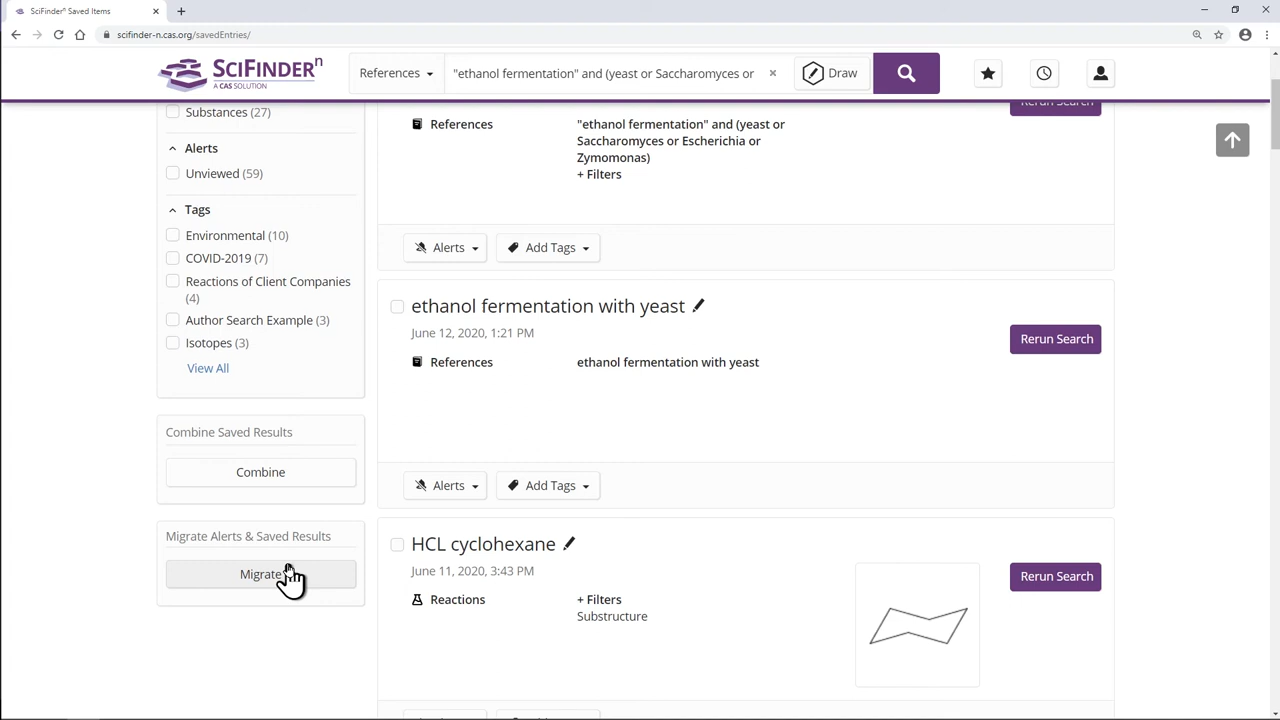 SciFinder® Saved Items
scifinder-n.cas.org/savedEntries/
SCIFINDERⁿ
A CAS SOLUTION
References
"ethanol fermentation" and (yeast or Saccharomyces or
Draw
Substances (27)
Alerts
Unviewed (59)
Tags
Environmental (10)
COVID-2019 (7)
Reactions of Client Companies
(4)
Author Search Example (3)
Isotopes (3)
View All
Combine Saved Results
Combine
Migrate Alerts & Saved Results
Migrate
Rerun Search
References
"ethanol fermentation" and (yeast or
Saccharomyces or Escherichia or
Zymomonas)
+ Filters
Alerts
Add Tags
ethanol fermentation with yeast
June 12, 2020, 1:21 PM
Rerun Search
References
ethanol fermentation with yeast
Alerts
Add Tags
HCL cyclohexane
June 11, 2020, 3:43 PM
Rerun Search
Reactions
+ Filters
Substructure